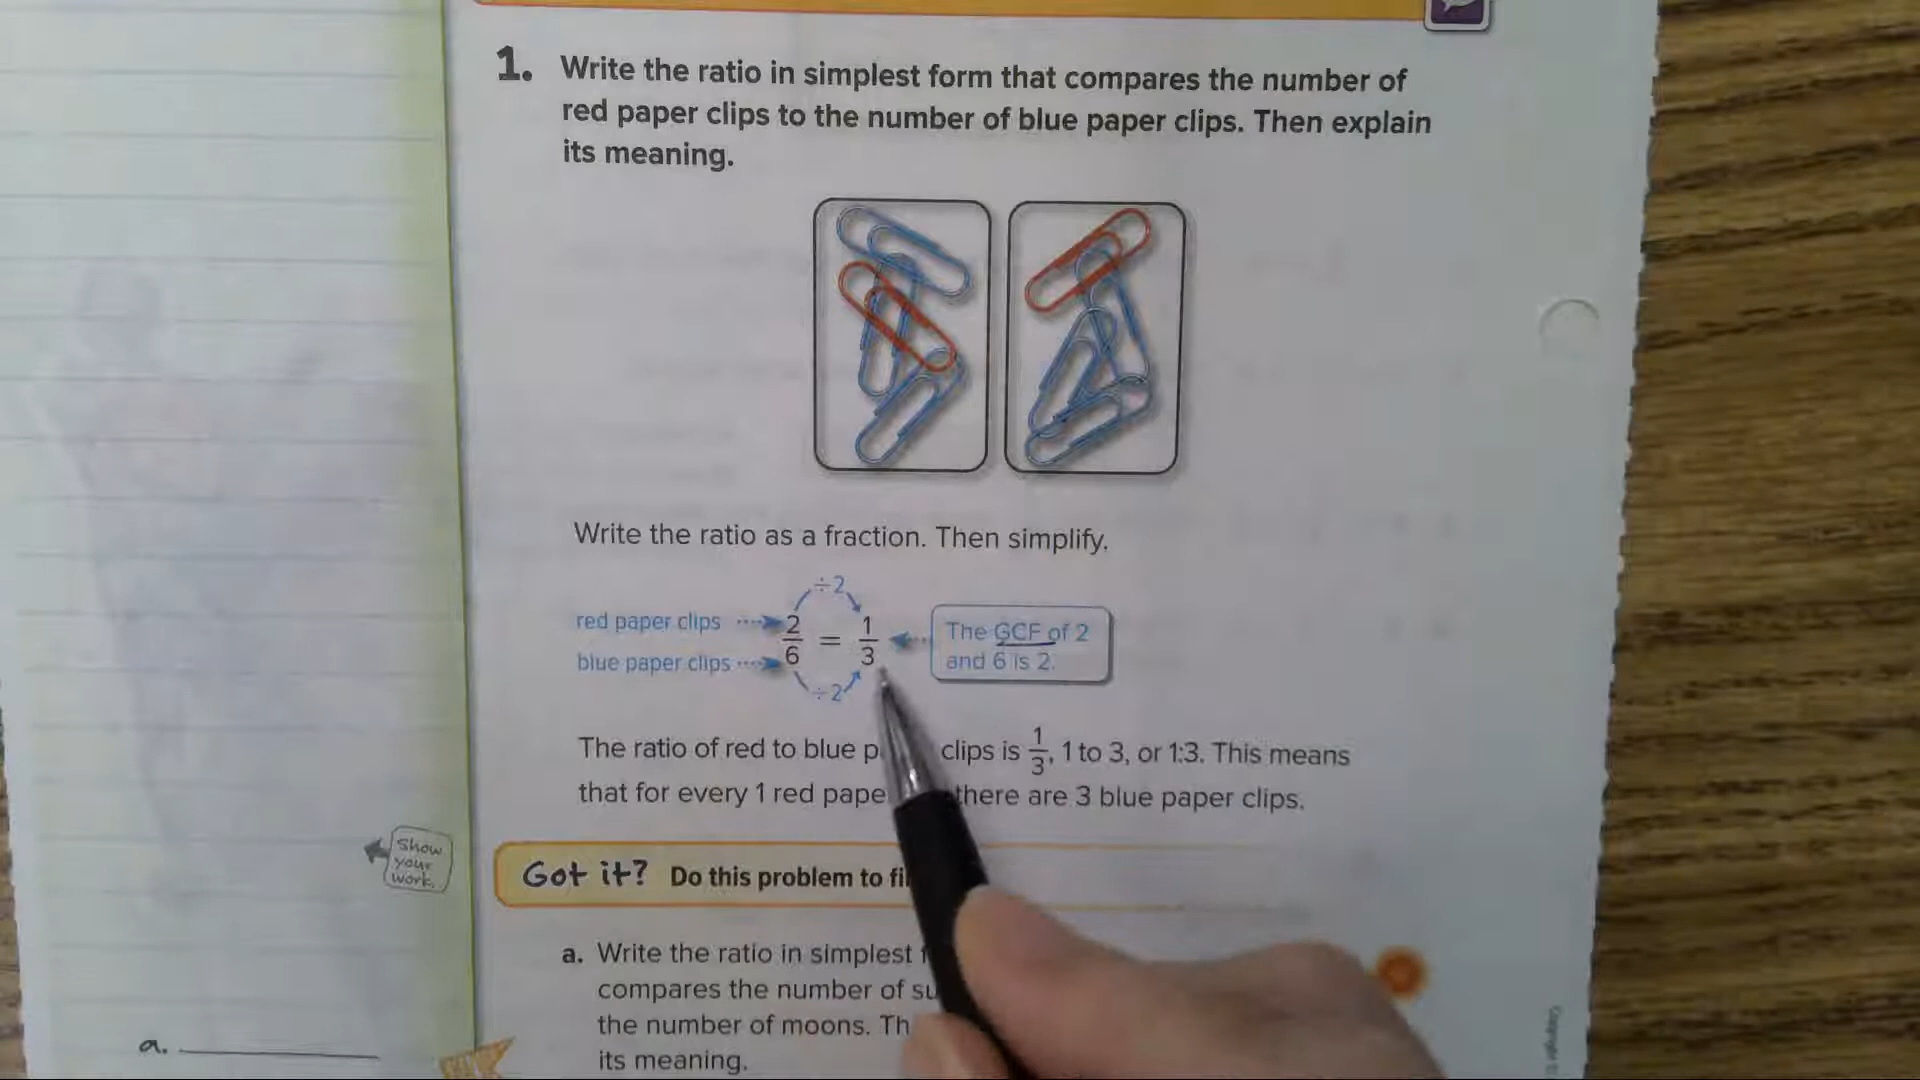 1. Write the ratio in simplest form that compares the number of
red paper clips to the number of blue paper clips. Then explain
its meaning.
Write the ratio as a fraction. Then simplify.
÷2
red paper clips 2/6 = 1/3
blue paper clips
÷2
The GCF of 2
and 6 is 2.
The ratio of red to blue clips is 1/3, 1 to 3, or 1:3. This means
that for every 1 red there are 3 blue paper clips.
Show
your
work.
Got it? Do this problem to
a. Write the ratio in simplest
compares the number of
the number of moons.
its meaning.
a.